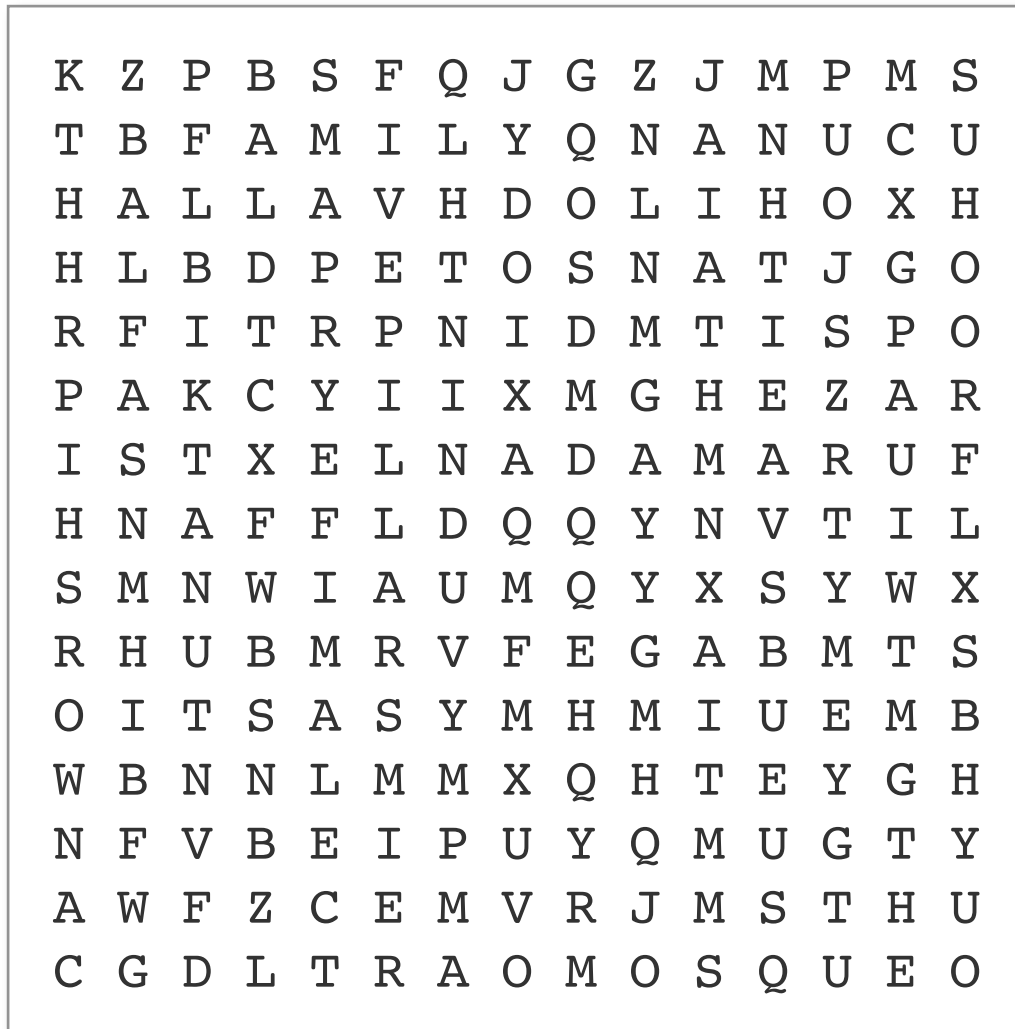 K Z P B S F Q J G Z J M P M S
T B F A M I L Y Q N A N U C U
H A L L A V H D O L I H O X H
H L B D P E T O S N A T J G O
R F I T R P N I D M T I S P O
P A K C Y I I X M G H E Z A R
I S T X E L N A D A M A R U F
H N A F F L D Q Q Y N V T I L
S M N W I A U M Q Y X S Y W X
R H U B M R V F E G A B M T S
O I T S A S Y M H M I U E M B
W B N N L M M X Q H T E Y G H
N F V B E I P U Y Q M U G T Y
A W F Z C E M V R J M S T H U
C G D L T R A O M O S Q U E O